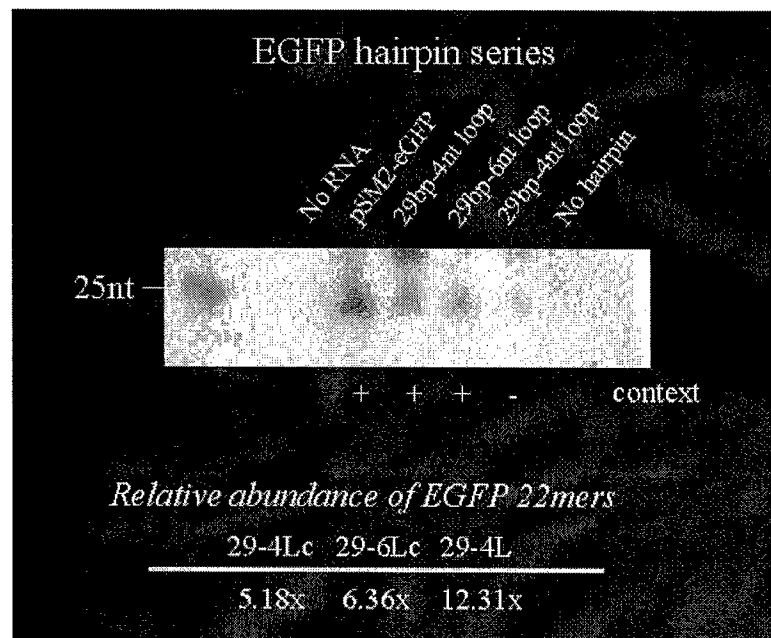 EGFP hairpin series
No RNA
pSM2-eGFP
29bp-4nt loop
29bp-6nt loop
29bp-4nt loop
No hairpin
25nt
+ + + - context
Relative abundance of EGFP 22mers
29-4Lc 29-6Lc 29-4L
5.18x 6.36x 12.31x